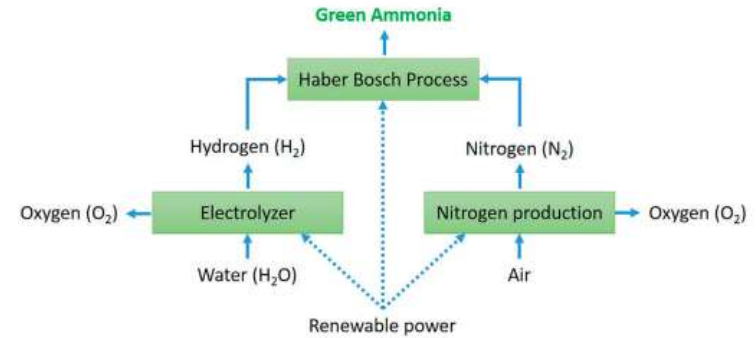 Green Ammonia
Haber Bosch Process
Hydrogen (H₂)
Nitrogen (N₂)
Oxygen (O₂)
Electrolyzer
Nitrogen production
Oxygen (O₂)
Water (H₂O)
Air
Renewable power